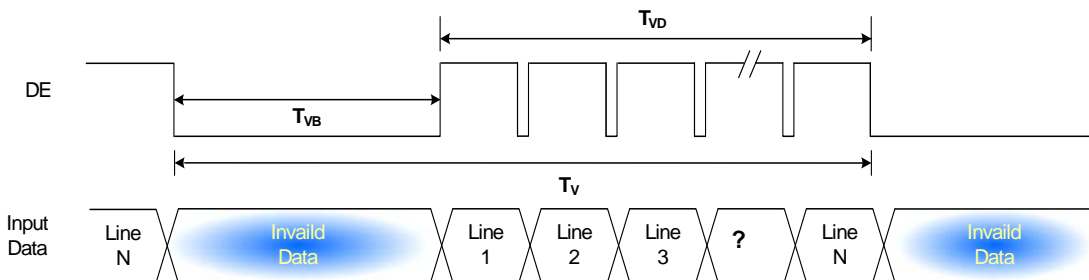 TVD
DE
TVB
TV
Input
Data
Line
N
Invaild
Data
Line
1
Line
2
Line
3
?
Line
N
Invaild
Data